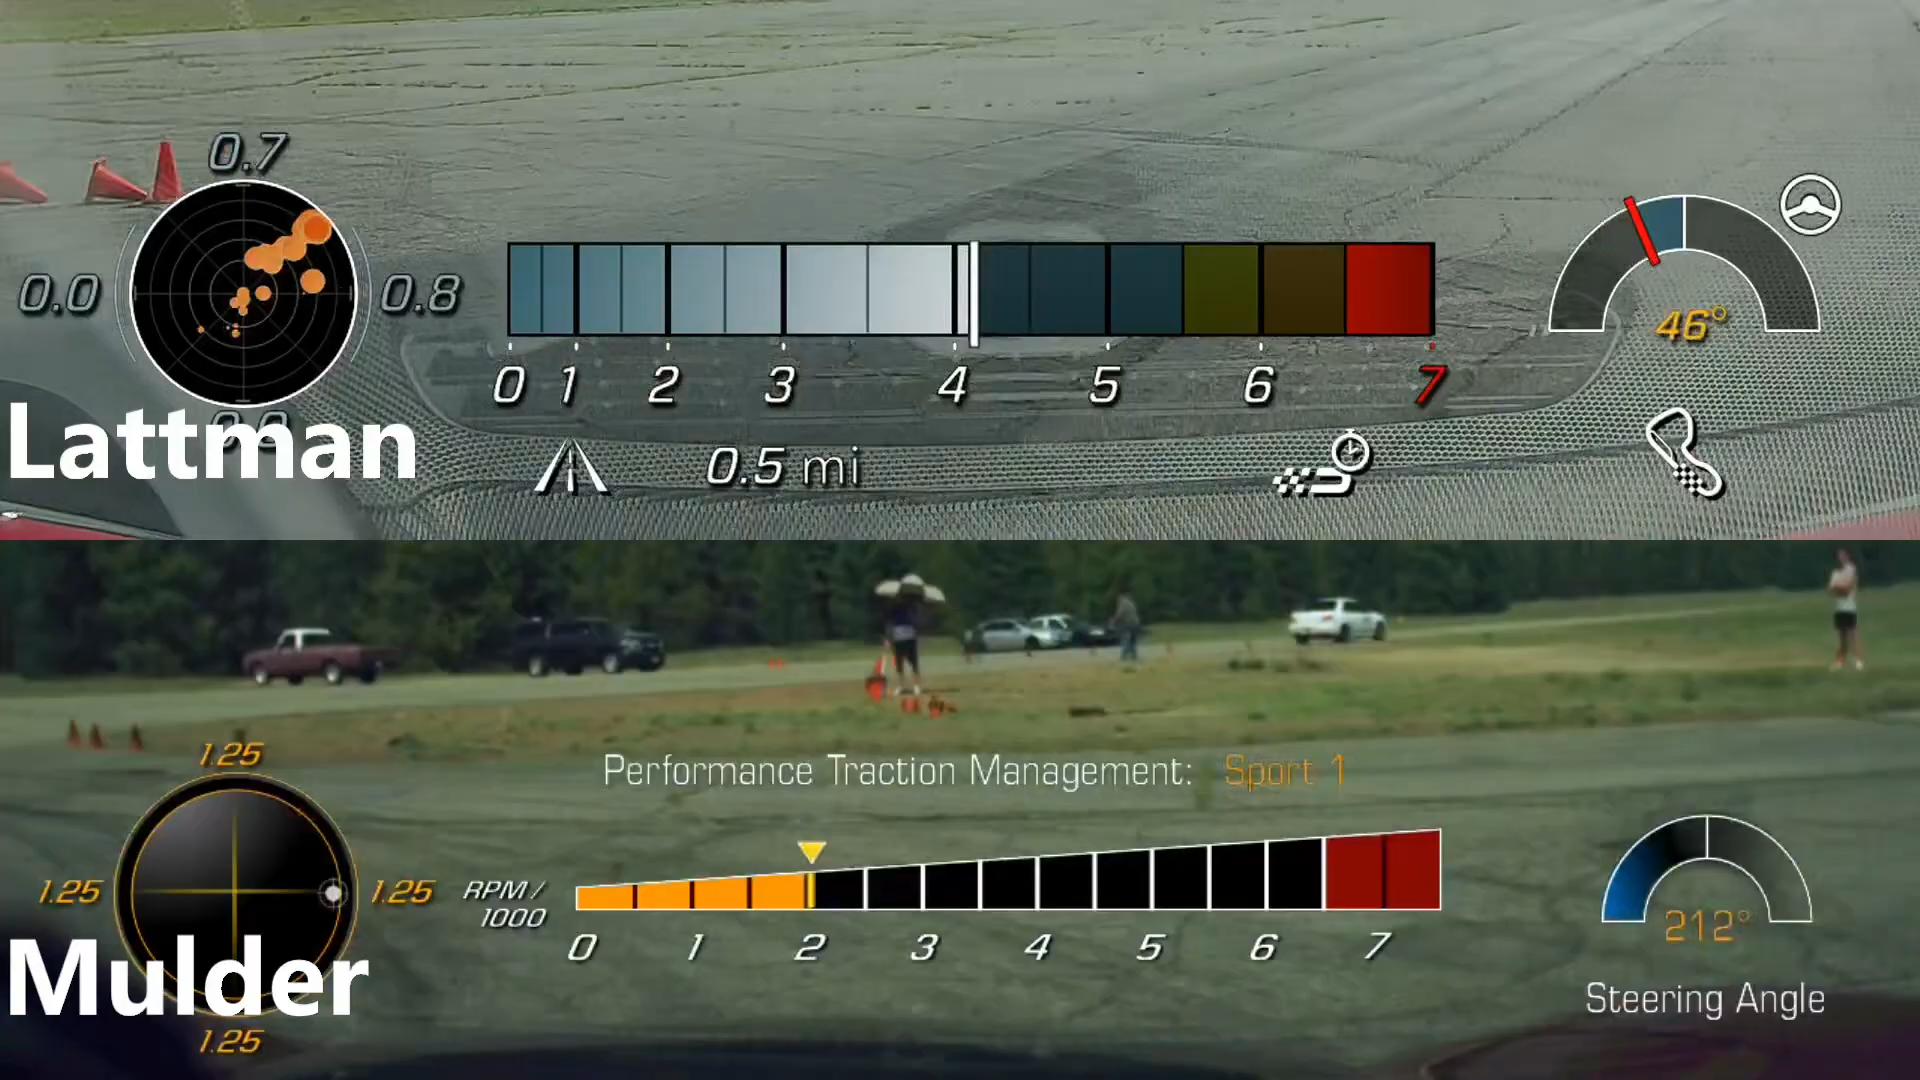 0.7
0.0
0.8
0 1 2 3 4 5 6 7
46°
Lattman
0.5 mi
1.25
Performance Traction Management: Sport 1
1.25
1.25
RPM/
1000
0 1 2 3 4 5 6 7
212°
Mulder
Steering Angle
1.25